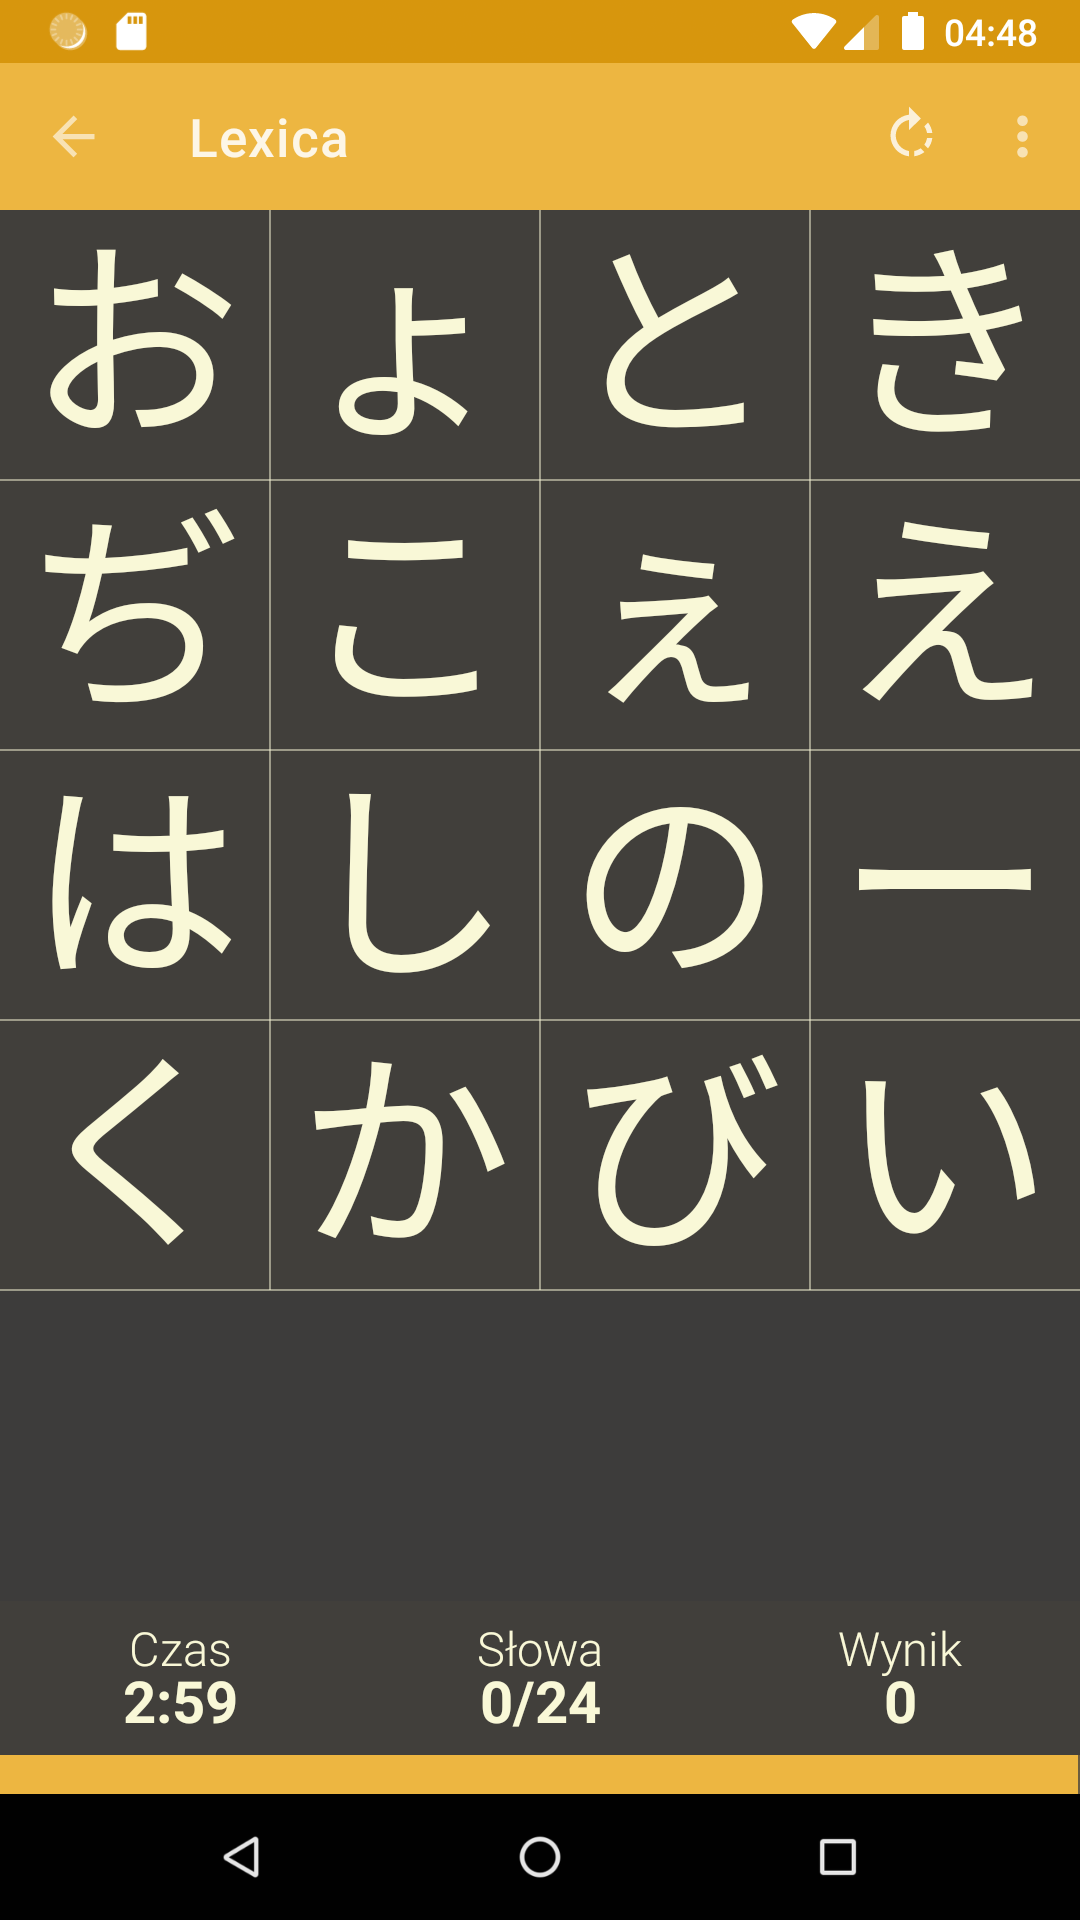 04:48
Lexica
お ょ と き
ぢ こ ぇ え
は し の ー
く か び い
Czas Słowa Wynik
2:59 0/24 0